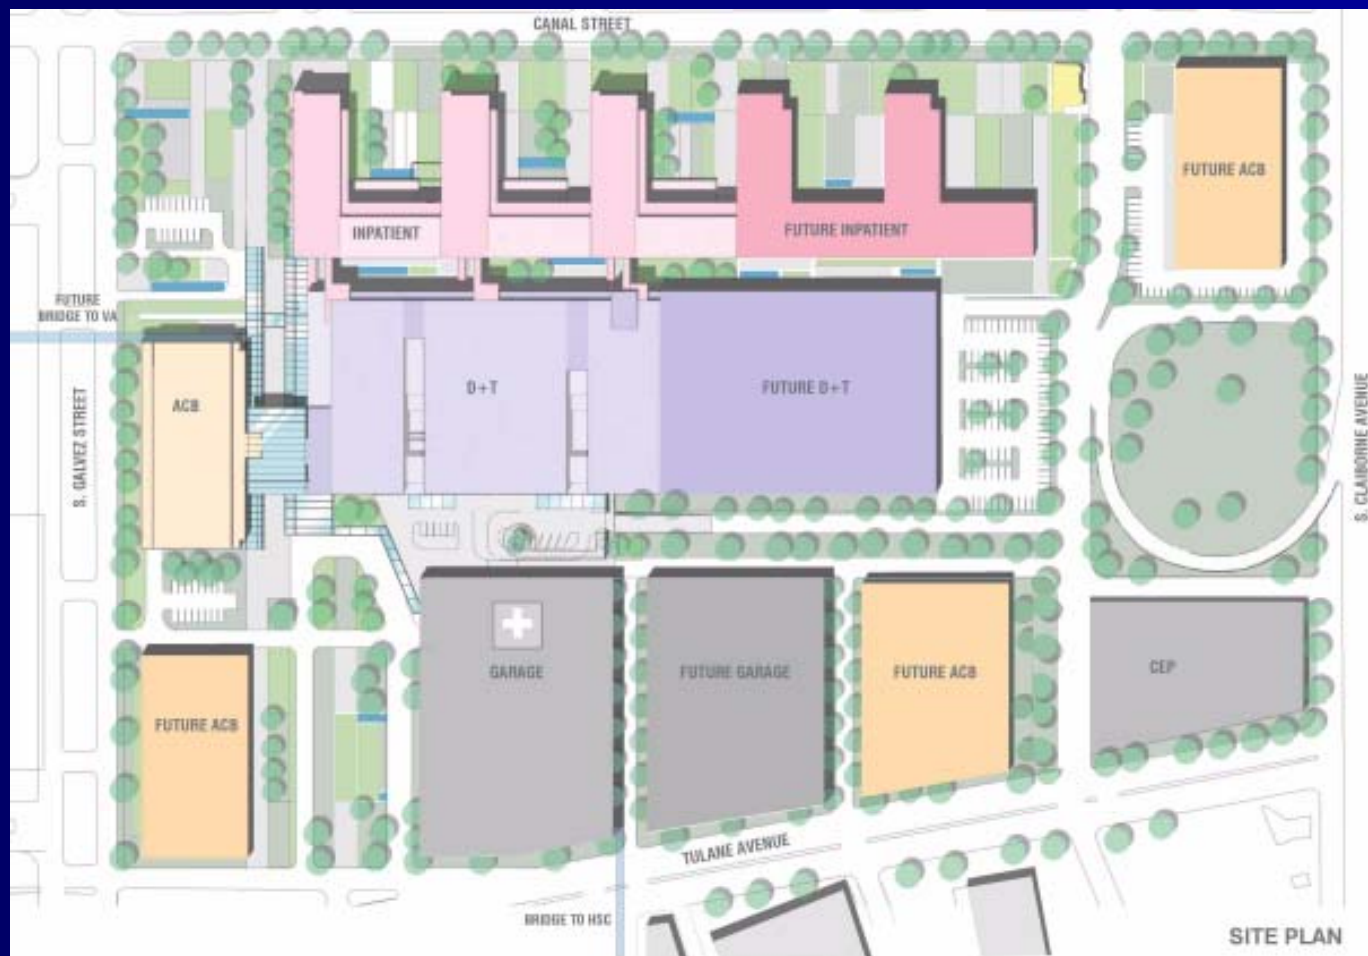 CANAL STREET
FUTURE ACB
INPATIENT
FUTURE INPATIENT
FUTURE
BRIDGE TO VA
S. GALVEZ STREET
ACB
D+T
FUTURE D+T
S. CLAIBORNE AVENUE
GARAGE
FUTURE GARAGE
FUTURE ACB
CEP
FUTURE ACB
TULANE AVENUE
BRIDGE TO HSC
SITE PLAN